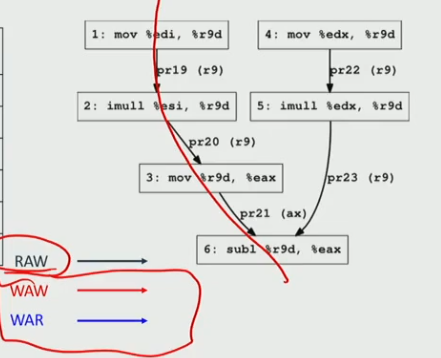 1: mov %edi, %r9d
4: mov %edx, %r9d
pr19 (r9)
pr22 (r9)
2: imull %esi, %r9d
5: imull %edx, %r9d
pr20 (r9)
3: mov %r9d, %eax
pr23 (r9)
pr21 (ax)
6: subl %r9d, %eax
RAW
WAW
WAR